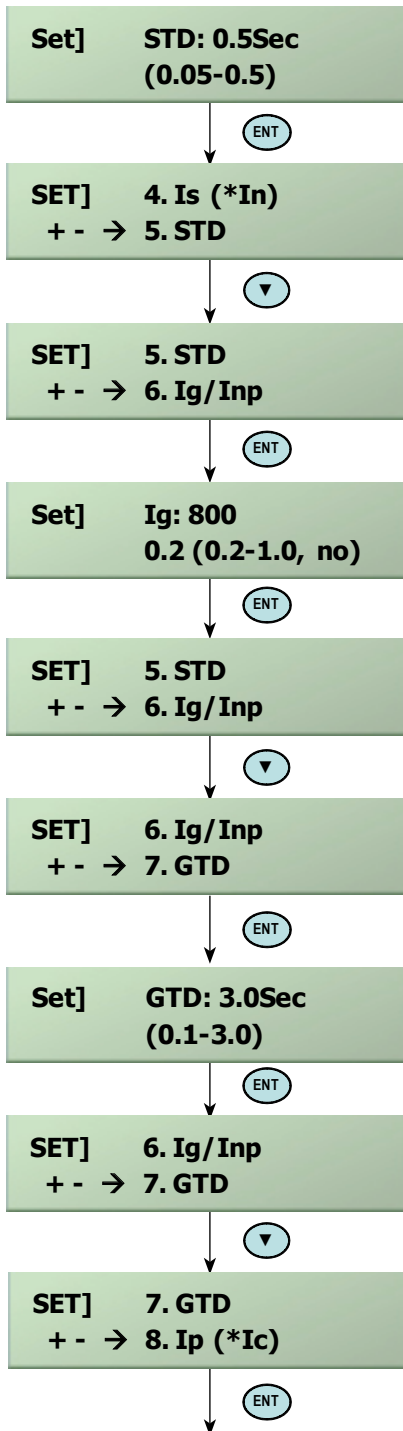 Set] STD: 0.5Sec
(0.05-0.5)
ENT
SET] 4. Is (*In)
+ - → 5. STD
▼
SET] 5. STD
+ - → 6. Ig/Inp
ENT
Set] Ig: 800
0.2 (0.2-1.0, no)
ENT
SET] 5. STD
+ - → 6. Ig/Inp
▼
SET] 6. Ig/Inp
+ - → 7. GTD
ENT
Set] GTD: 3.0Sec
(0.1-3.0)
ENT
SET] 6. Ig/Inp
+ - → 7. GTD
▼
SET] 7. GTD
+ - → 8. Ip (*Ic)
ENT